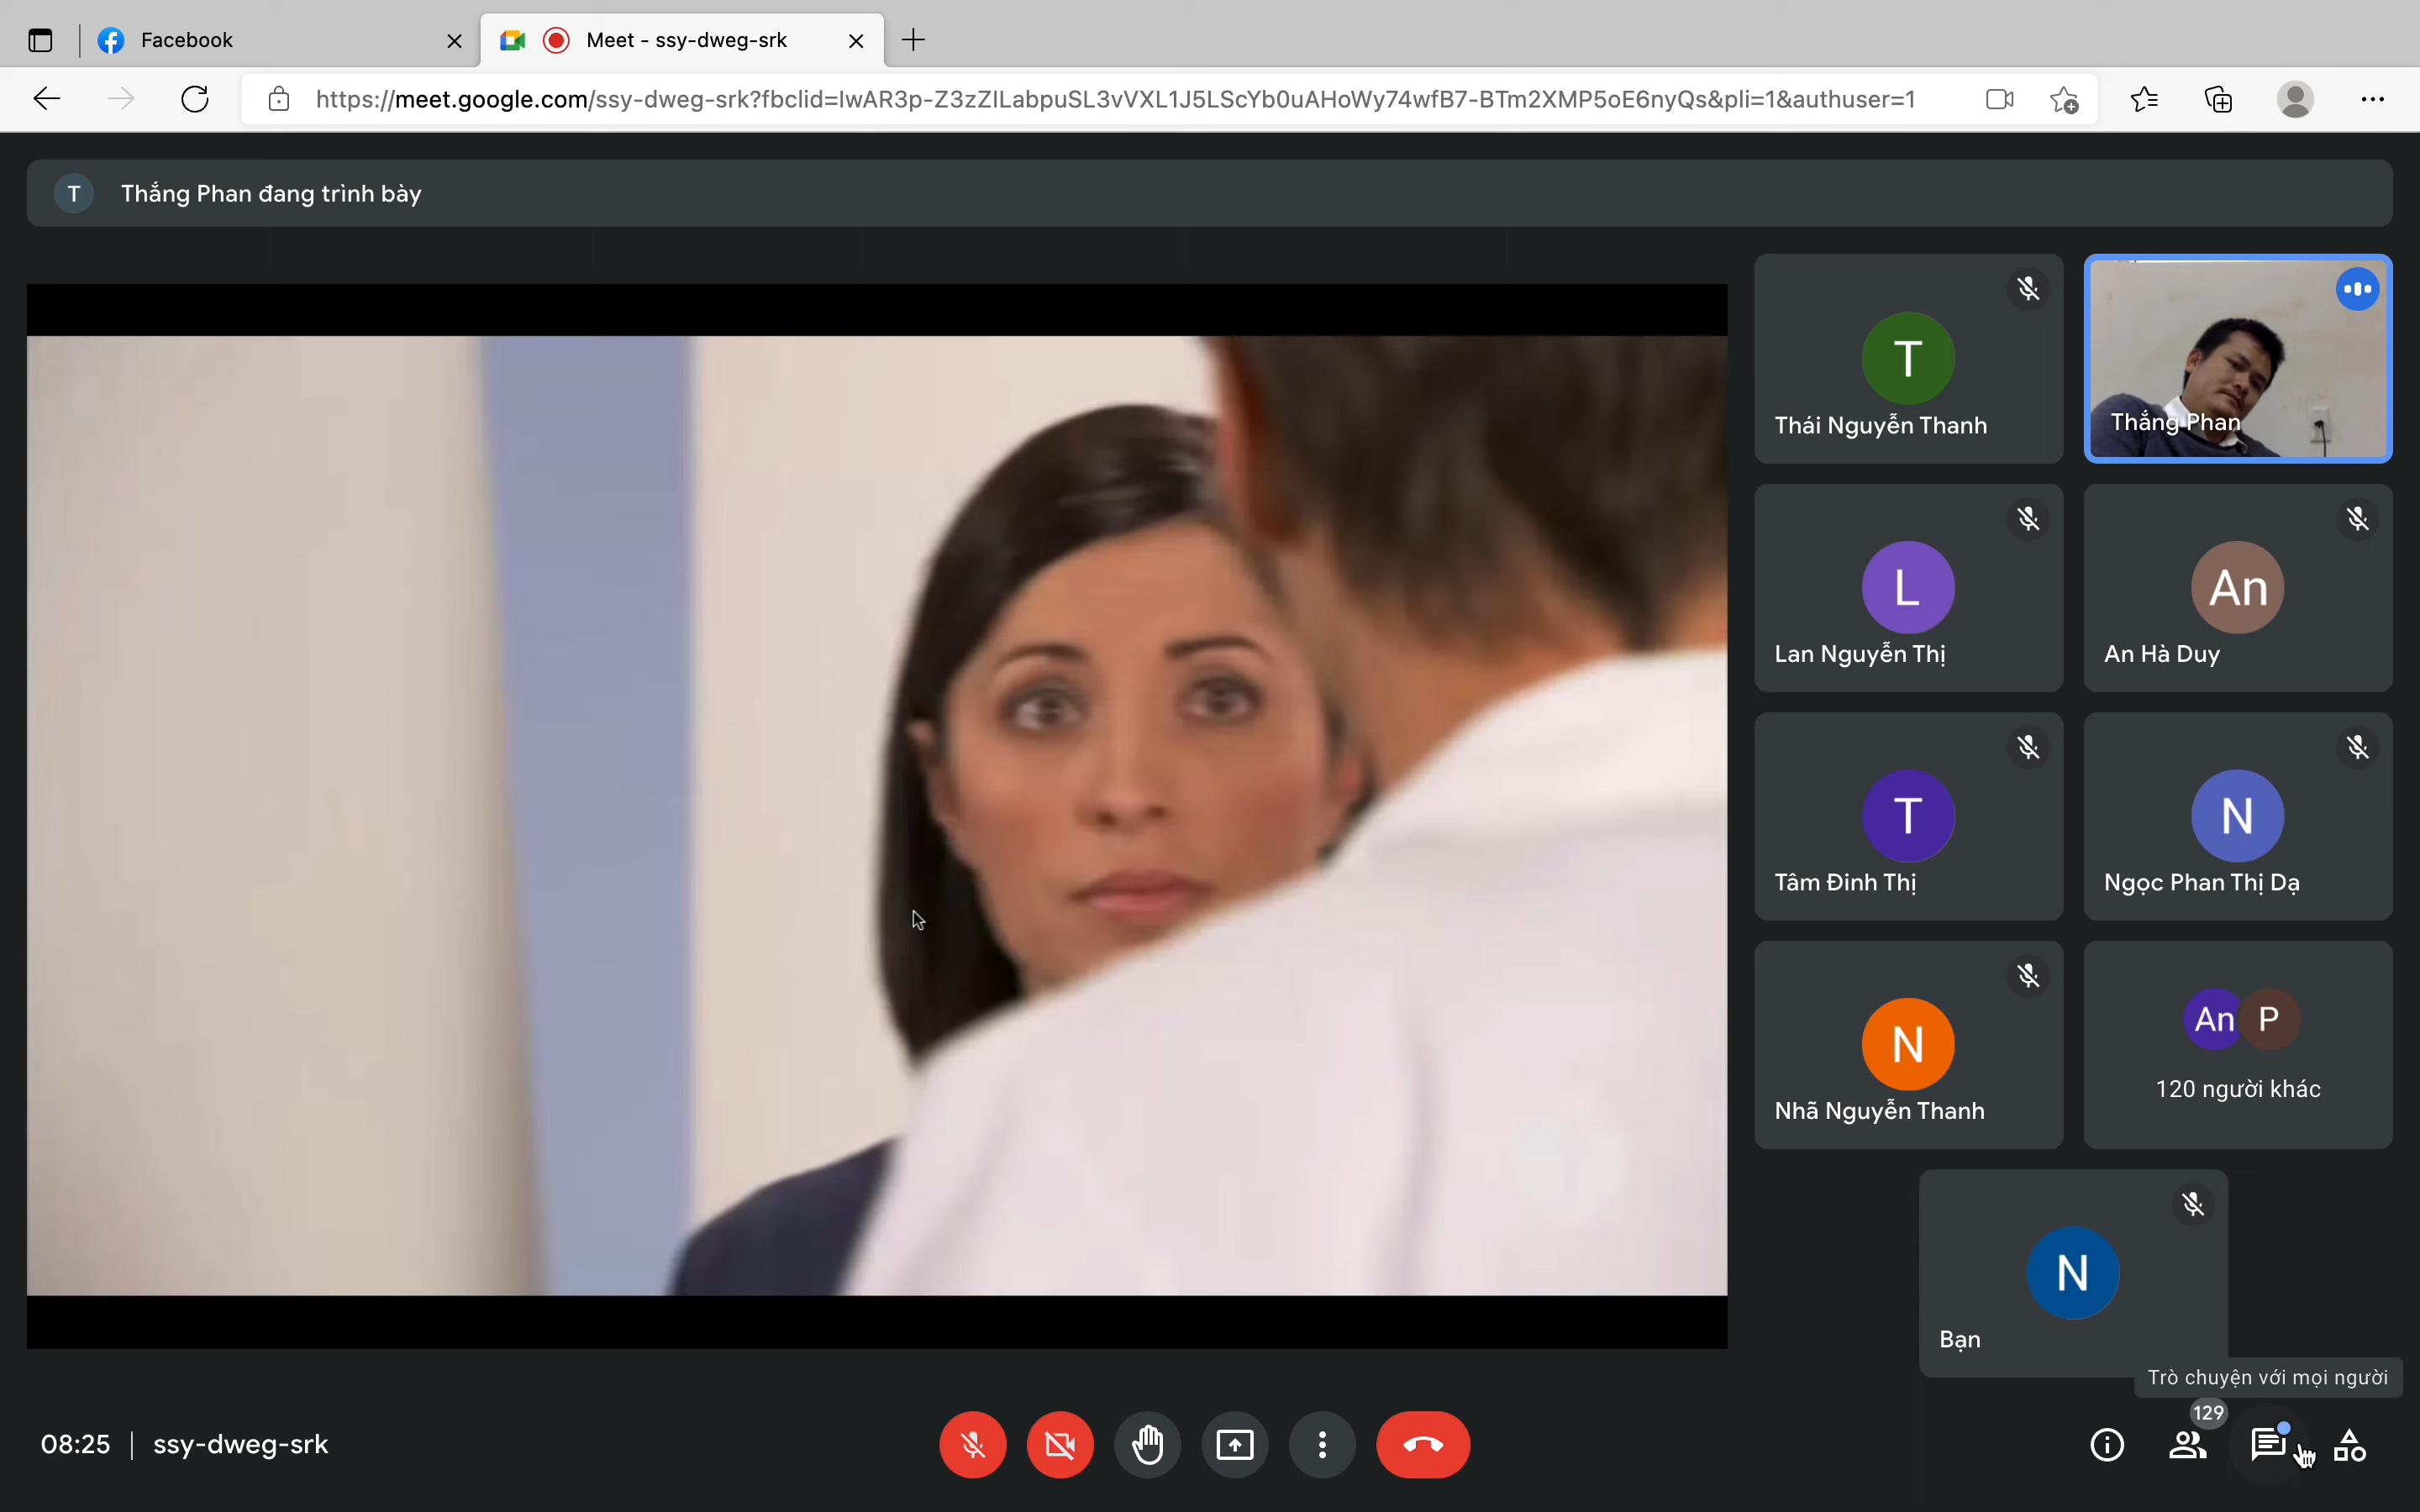 Facebook
Meet - ssy-dweg-srk
https://meet.google.com/ssy-dweg-srk?fbclid=IwAR3p-Z3zZILabpuSL3vVXL1J5LScYb0uAHoWy74wfB7-BTm2XMP5oE6nyQs&pli=1&authuser=1
T
Thắng Phan đang trình bày
T
Thái Nguyễn Thanh
Thắng Phan
L
Lan Nguyễn Thị
An
An Hà Duy
T
Tâm Đinh Thị
N
Ngọc Phan Thị Dạ
N
Nhã Nguyễn Thanh
An P
120 người khác
N
Bạn
Trò chuyện với mọi người
129
08:25 | ssy-dweg-srk